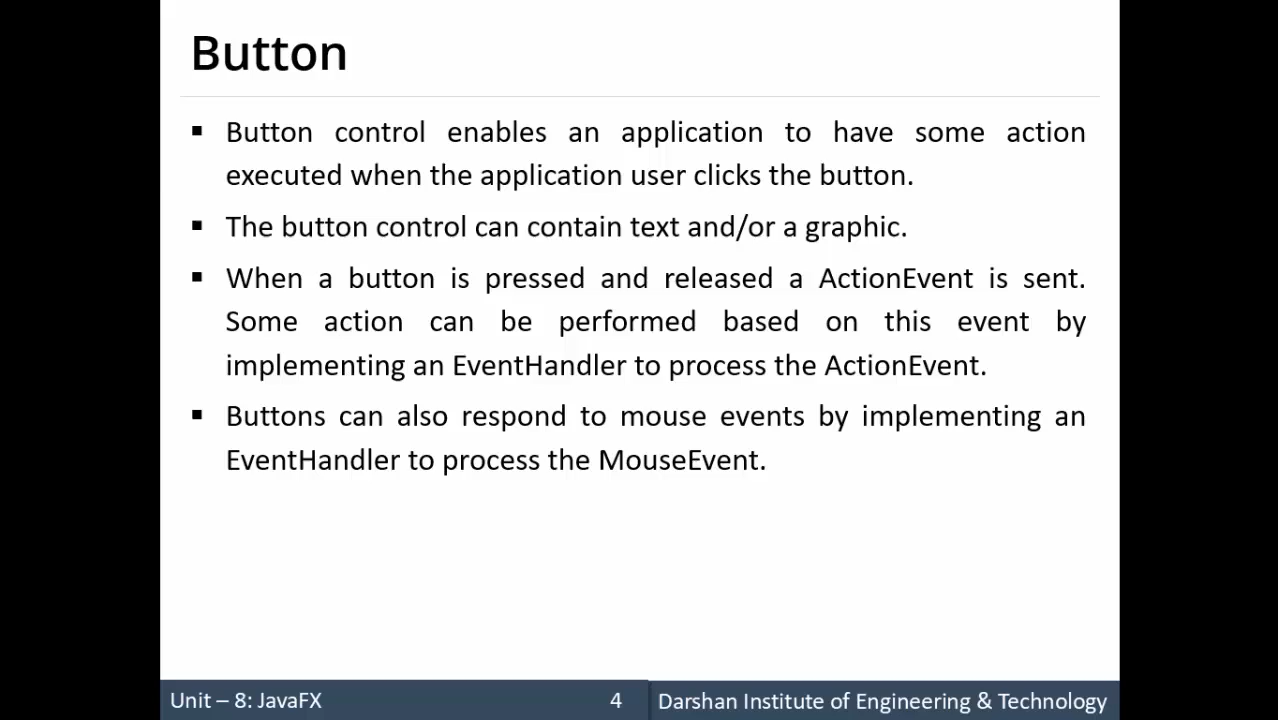 Button
▪ Button control enables an application to have some action
executed when the application user clicks the button.
▪ The button control can contain text and/or a graphic.
▪ When a button is pressed and released a ActionEvent is sent.
Some action can be performed based on this event by
implementing an EventHandler to process the ActionEvent.
▪ Buttons can also respond to mouse events by implementing an
EventHandler to process the MouseEvent.
Unit – 8: JavaFX 4 Darshan Institute of Engineering & Technology